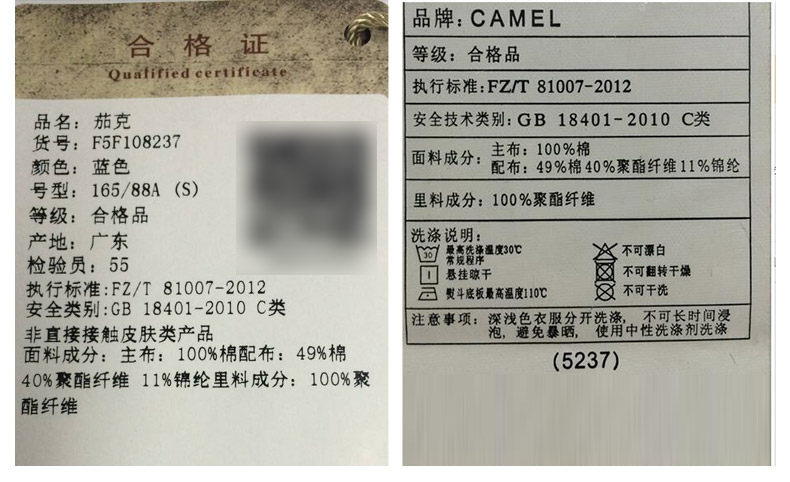 合格证
Qualified certificate
品名：茄克
货号：F5F108237
颜色：蓝色
号型：165/88A (S)
等级：合格品
产地：广东
检验员：55
执行标准:FZ/T 81007-2012
安全类别:GB 18401-2010 C类
非直接接触皮肤类产品
面料成分：主布：100%棉配布：49%棉
40%聚酯纤维 11%锦纶里料成分：100%聚
酯纤维
品牌：CAMEL
等级：合格品
执行标准:FZ/T 81007-2012
安全技术类别:GB 18401-2010 C类
面料成分：主布：100%棉
配布：49%棉40%聚酯纤维11%锦纶
里料成分：100%聚酯纤维
洗涤说明：
30 最高洗涤温度30℃
常规程序
不可漂白
悬挂晾干
不可翻转干燥
熨斗底板最高温度110℃
不可干洗
注意事项：深浅色衣服分开洗涤，不可长时间浸
泡，避免暴晒，使用中性洗涤剂洗涤
(5237)